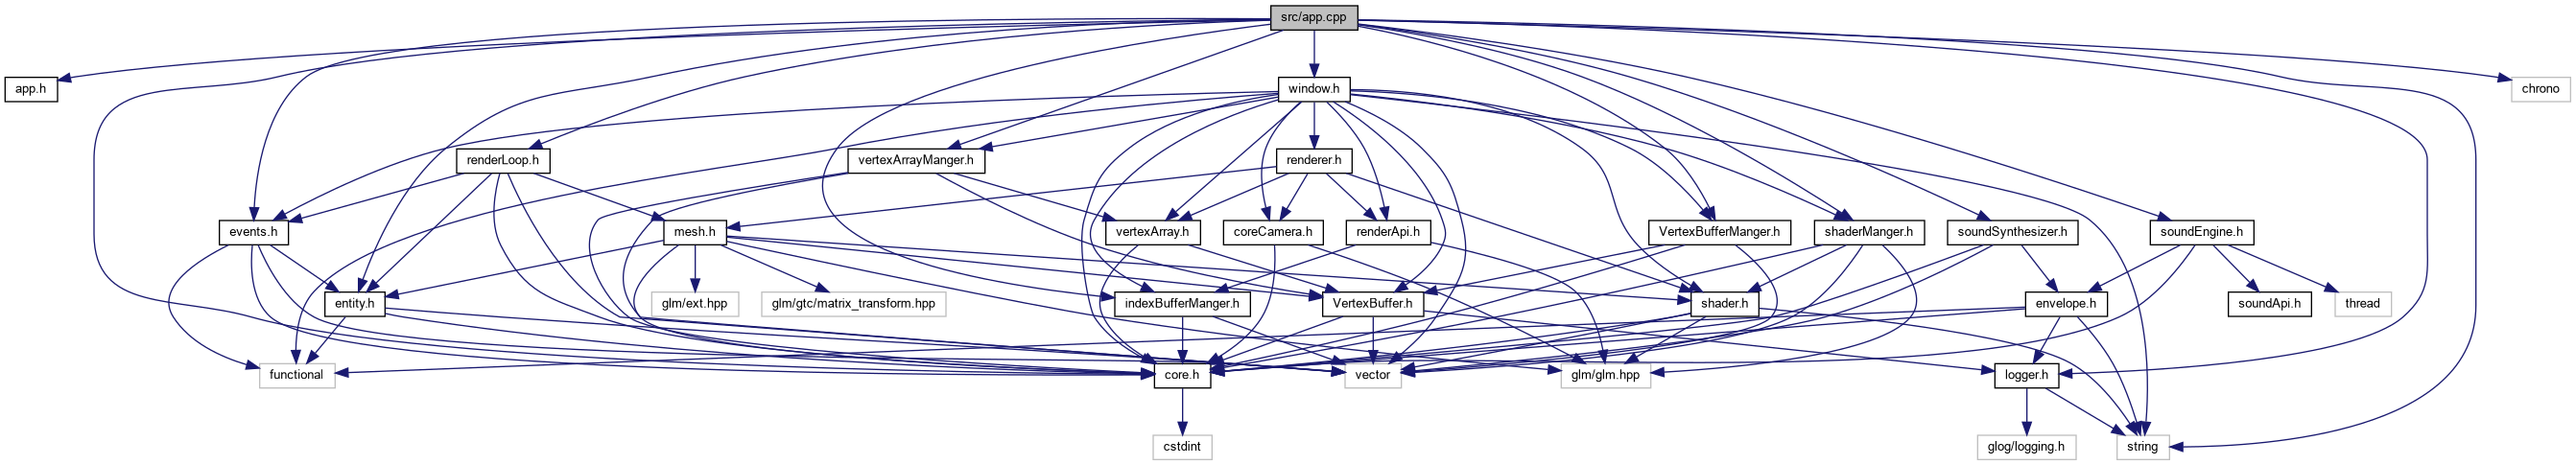 src/app.cpp
app.h
window.h
chrono
renderLoop.h
vertexArrayManger.h
renderer.h
events.h
mesh.h
vertexArray.h
coreCamera.h
renderApi.h
VertexBufferManger.h
shaderManger.h
soundSynthesizer.h
soundEngine.h
entity.h
glm/ext.hpp
glm/gtc/matrix_transform.hpp
indexBufferManger.h
VertexBuffer.h
shader.h
envelope.h
soundApi.h
thread
functional
core.h
vector
glm/glm.hpp
logger.h
cstdint
glog/logging.h
string